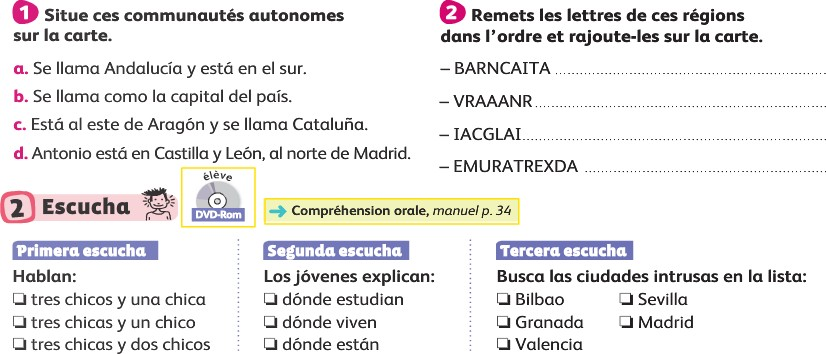 1 Situe ces communautés autonomes
sur la carte.
a. Se llama Andalucía y está en el sur.
b. Se llama como la capital del país.
c. Está al este de Aragón y se llama Cataluña.
d. Antonio está en Castilla y León, al norte de Madrid.
2 Remets les lettres de ces régions
dans l'ordre et rajoute-les sur la carte.
– BARNCAITA
– VRAAANR
– IACGLAI
– EMURATREXDA
2 Escucha
élève
DVD-Rom
→ Compréhension orale, manuel p. 34
Primera escucha
Hablan:
❏ tres chicos y una chica
❏ tres chicas y un chico
❏ tres chicas y dos chicos
Segunda escucha
Los jóvenes explican:
❏ dónde estudian
❏ dónde viven
❏ dónde están
Tercera escucha
Busca las ciudades intrusas en la lista:
❏ Bilbao ❏ Sevilla
❏ Granada ❏ Madrid
❏ Valencia